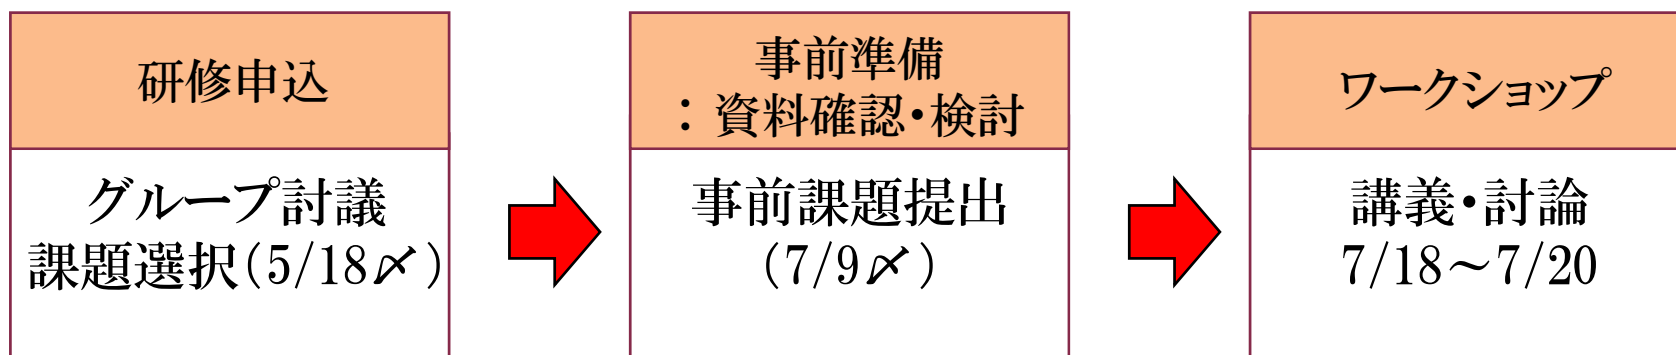 研修申込
グループ討議
課題選択(5/18〆)
事前準備
：資料確認・検討
事前課題提出
(7/9〆)
ワークショップ
講義・討論
7/18～7/20